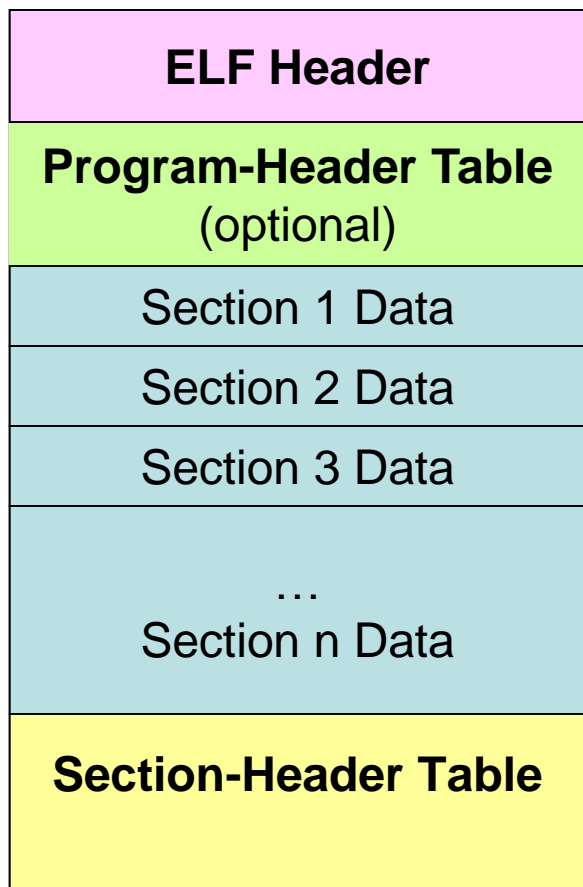 ELF Header
Program-Header Table
(optional)
Section 1 Data
Section 2 Data
Section 3 Data
…
Section n Data
Section-Header Table